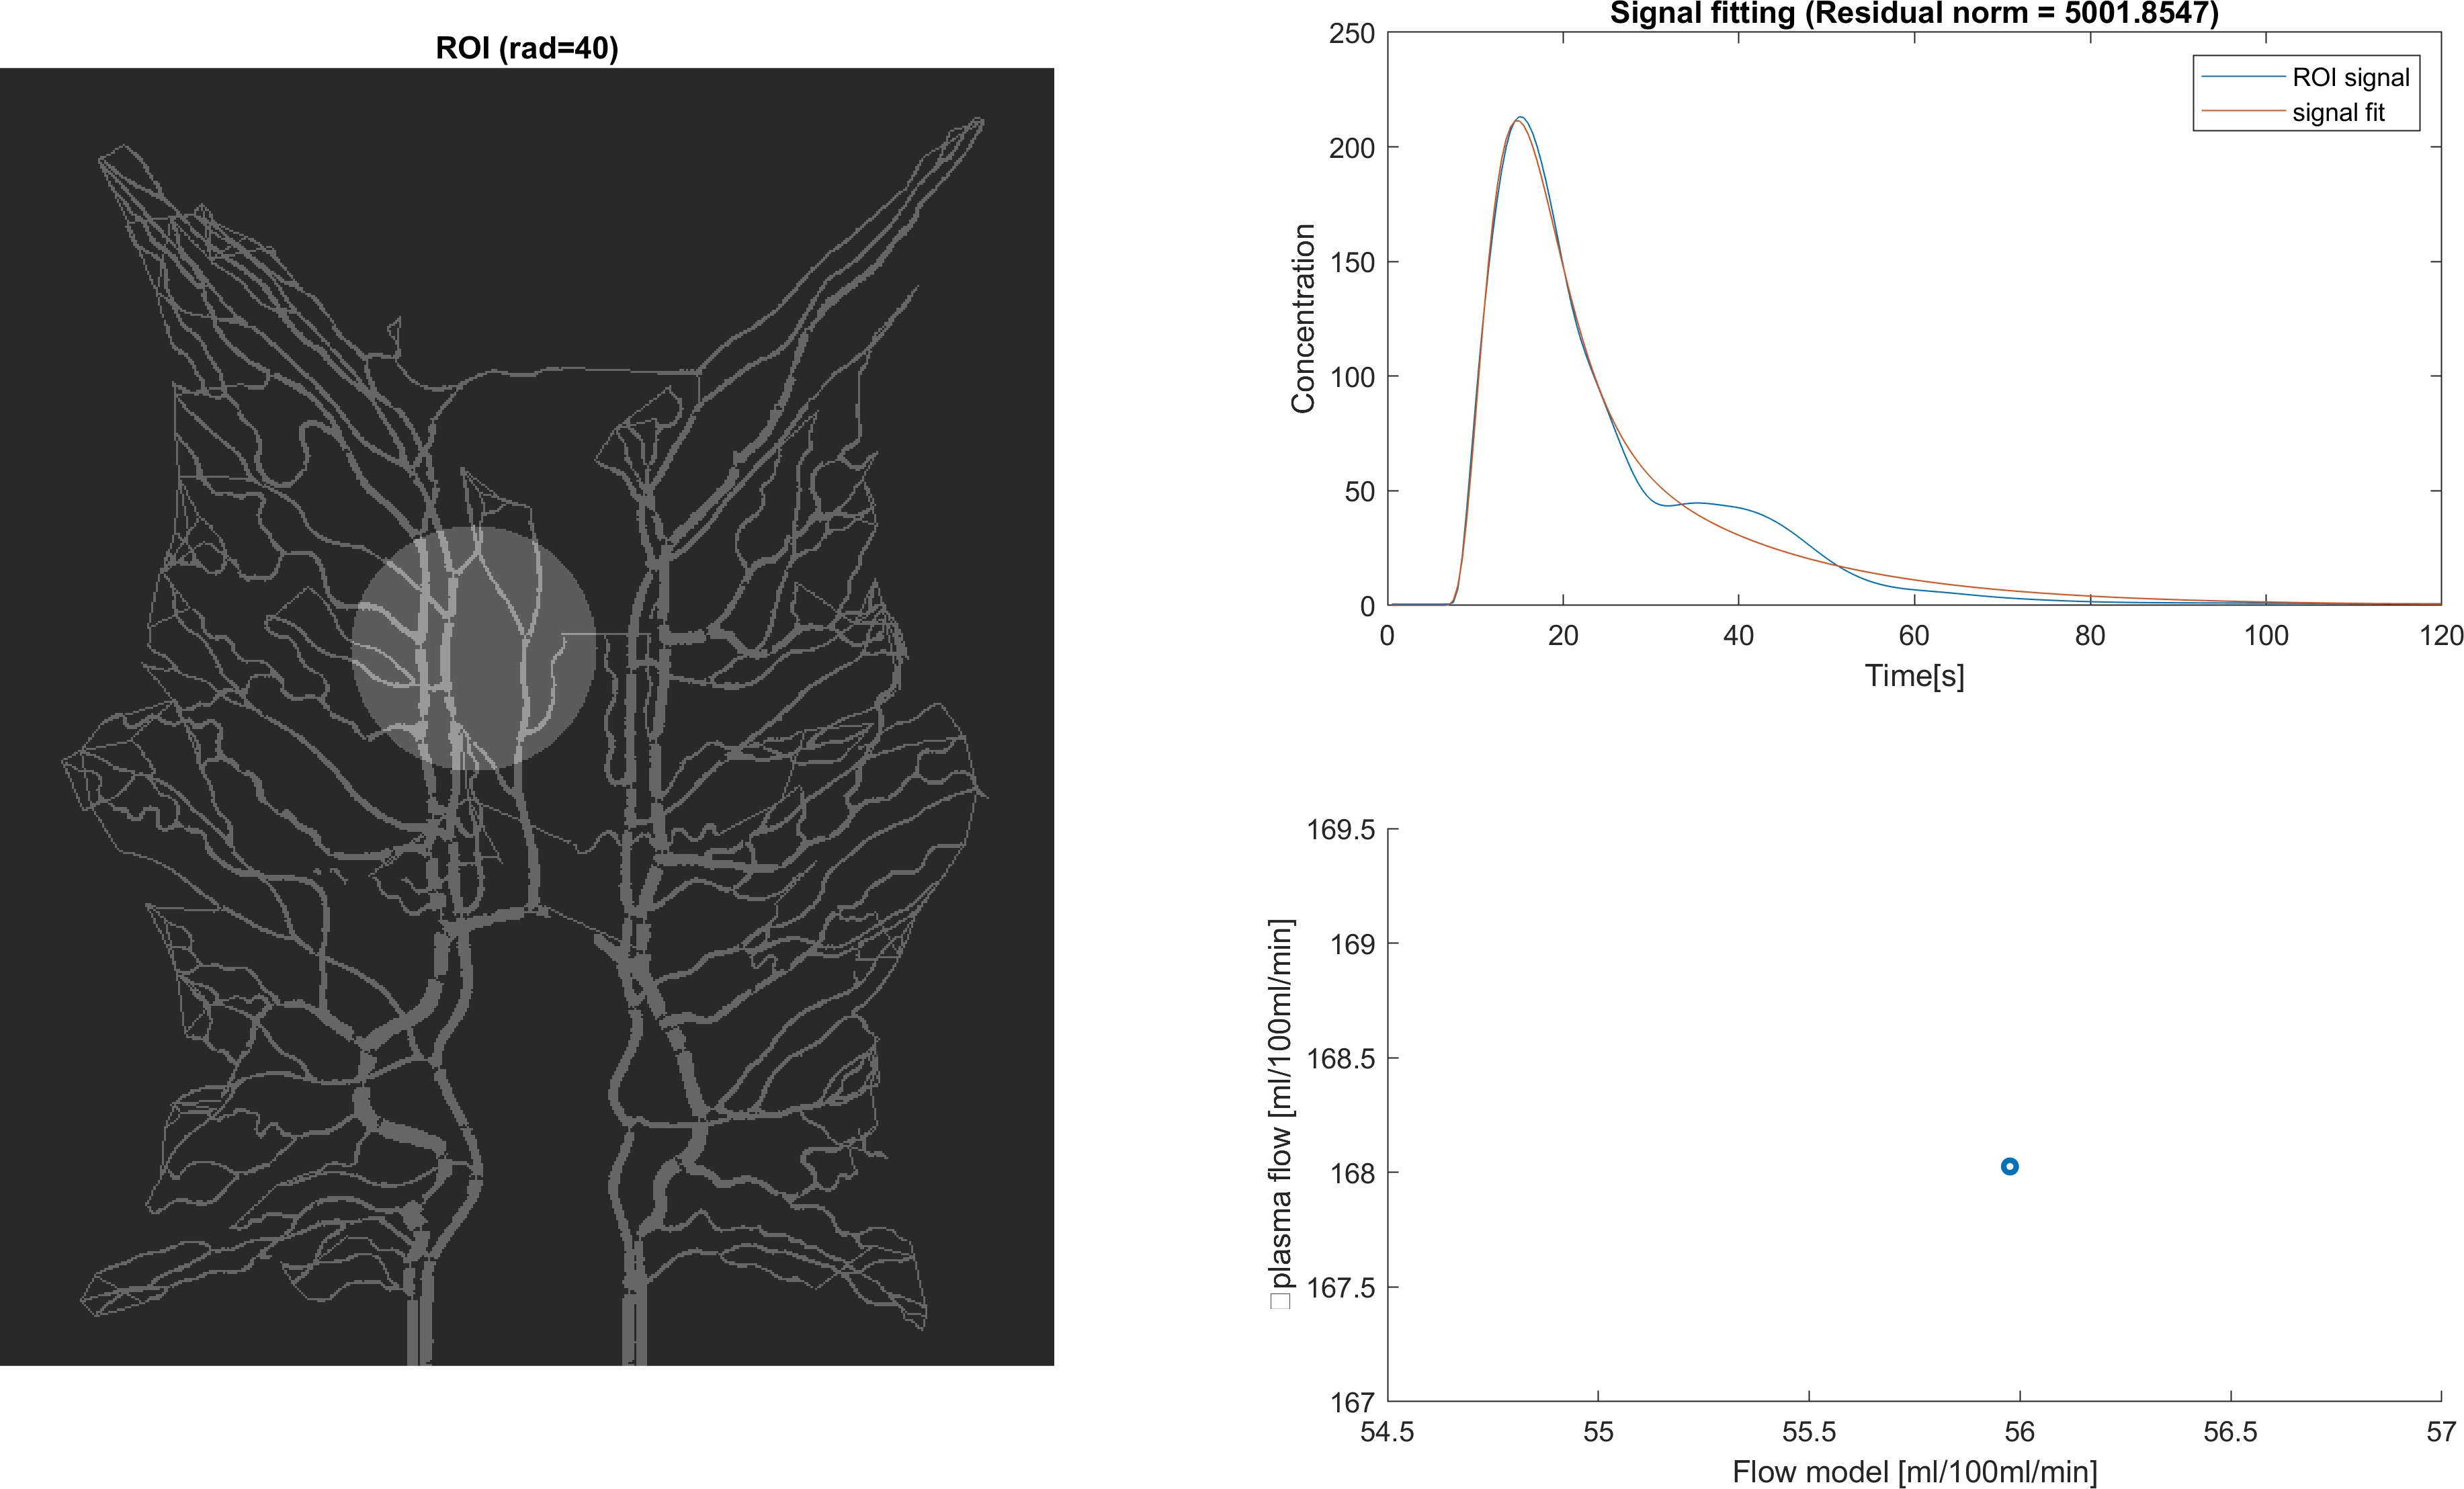 ROI (rad=40)
Signal fitting (Residual norm = 5001.8547)
250
200
150
100
50
0
Concentration
ROI signal
signal fit
0 20 40 60 80 100 120
Time[s]
169.5
169
168.5
168
167.5
167
plasma flow [ml/100ml/min]
54.5 55 55.5 56 56.5 57
Flow model [ml/100ml/min]